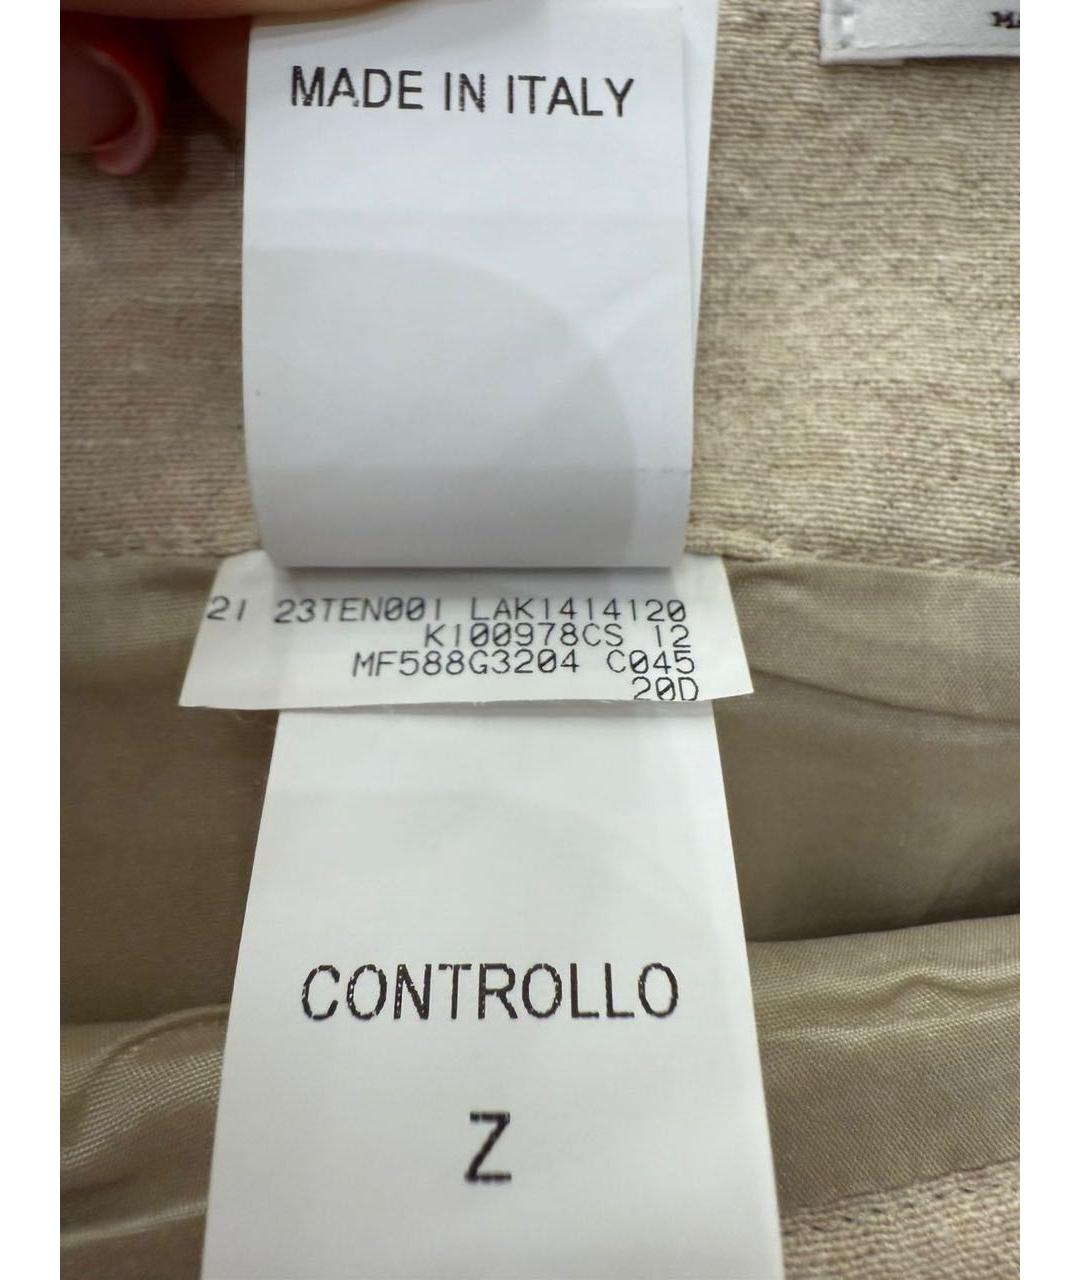 MADE IN ITALY
21 23TEN001 LAK1414120
K100978CS 12
MF588G3204 C045
20D
CONTROLLO
Z